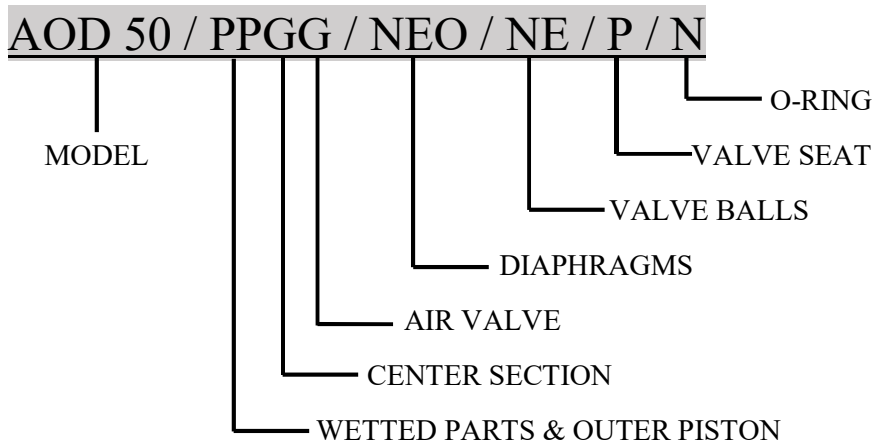 AOD 50 / PPGG / NEO / NE / P / N
O-RING
MODEL
VALVE SEAT
VALVE BALLS
DIAPHRAGMS
AIR VALVE
CENTER SECTION
WETTED PARTS & OUTER PISTON